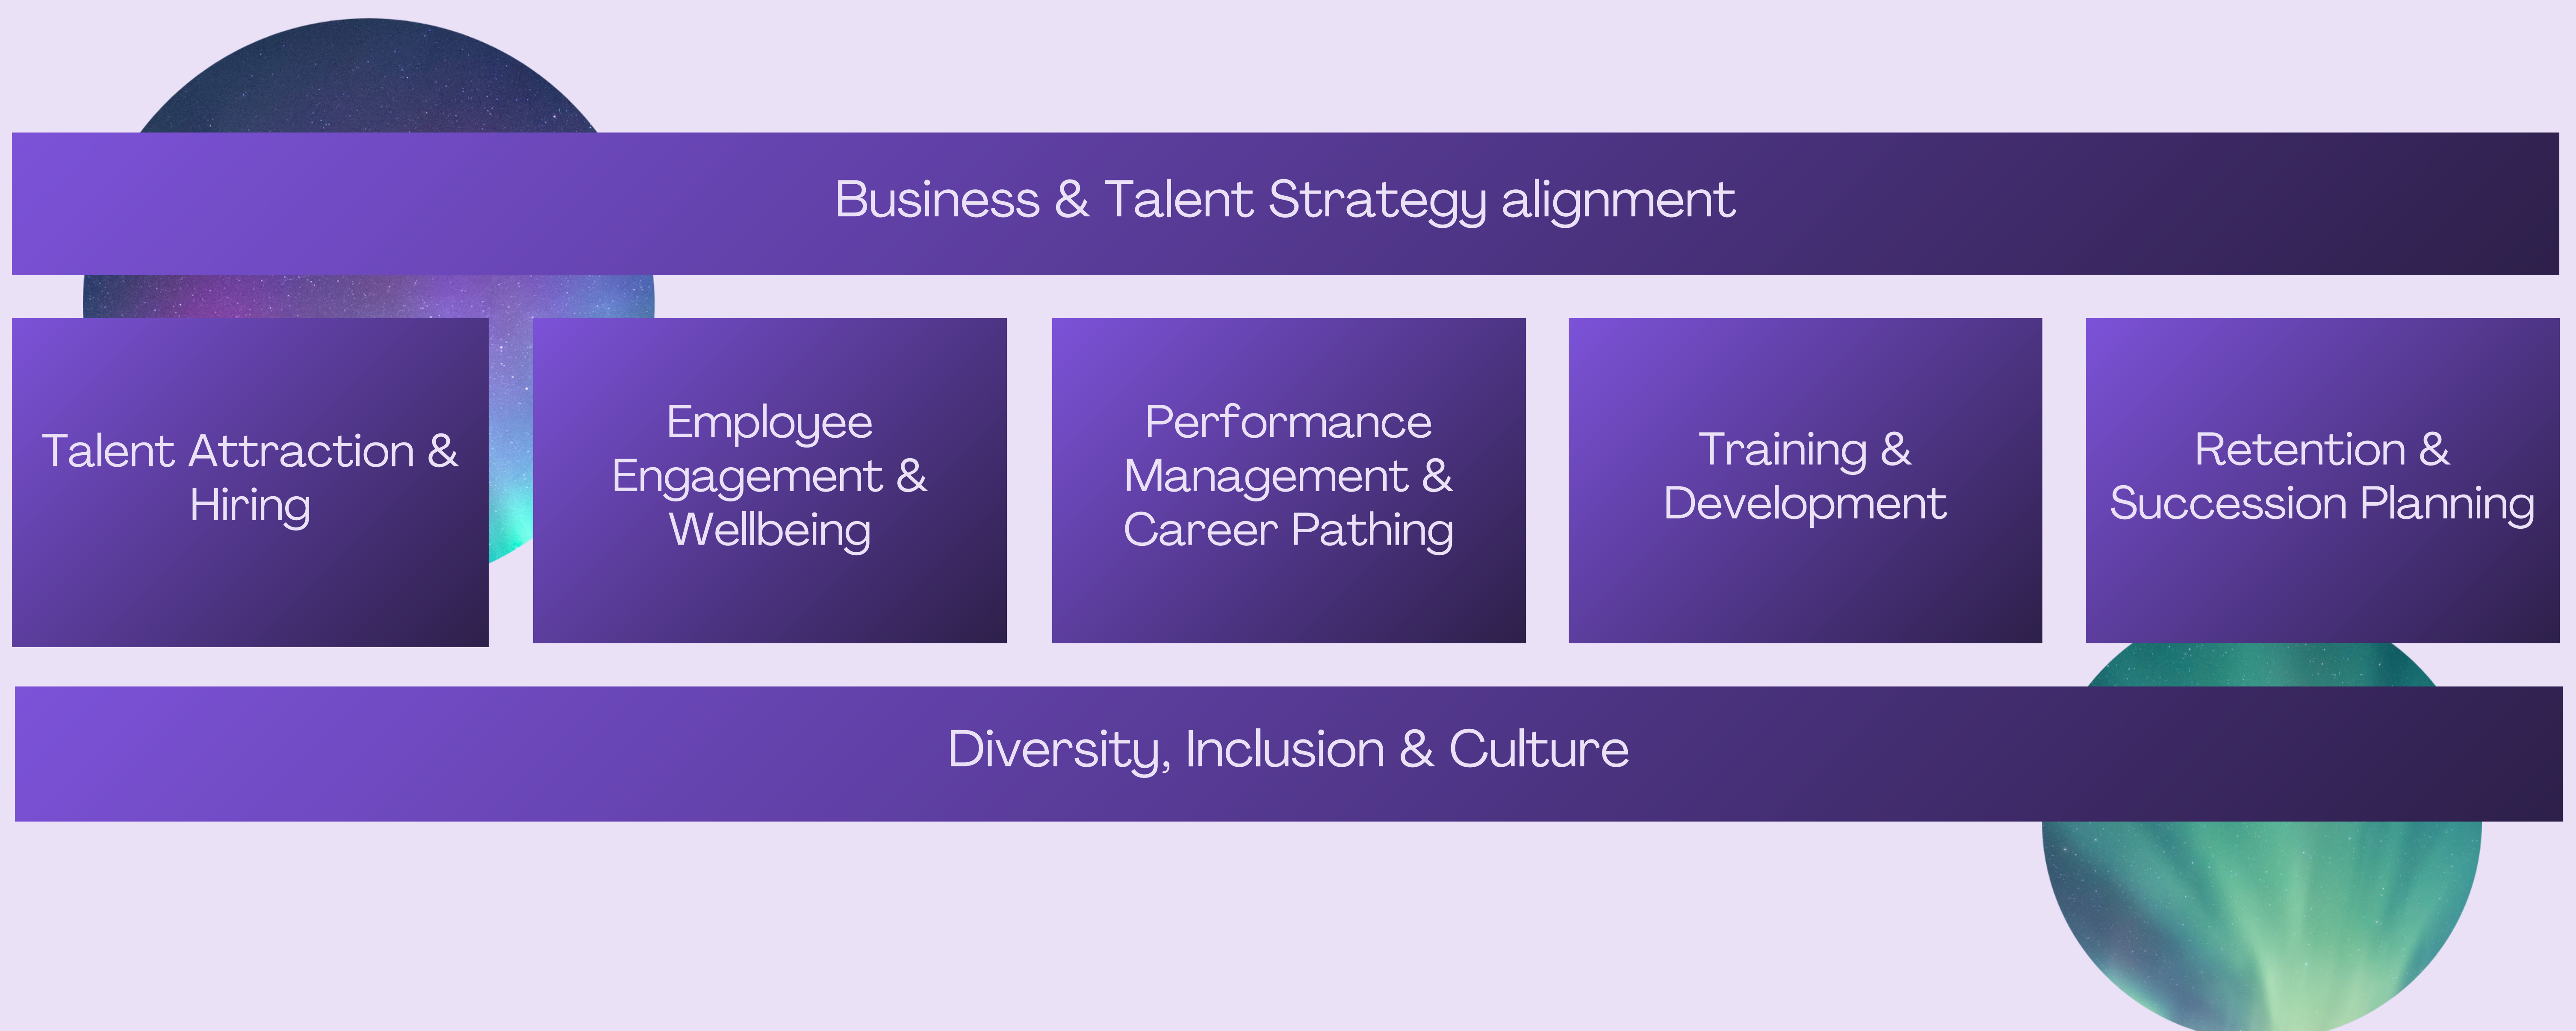 Business & Talent Strategy alignment
Talent Attraction &
Hiring
Employee
Engagement &
Wellbeing
Performance
Management &
Career Pathing
Training &
Development
Retention &
Succession Planning
Diversity, Inclusion & Culture